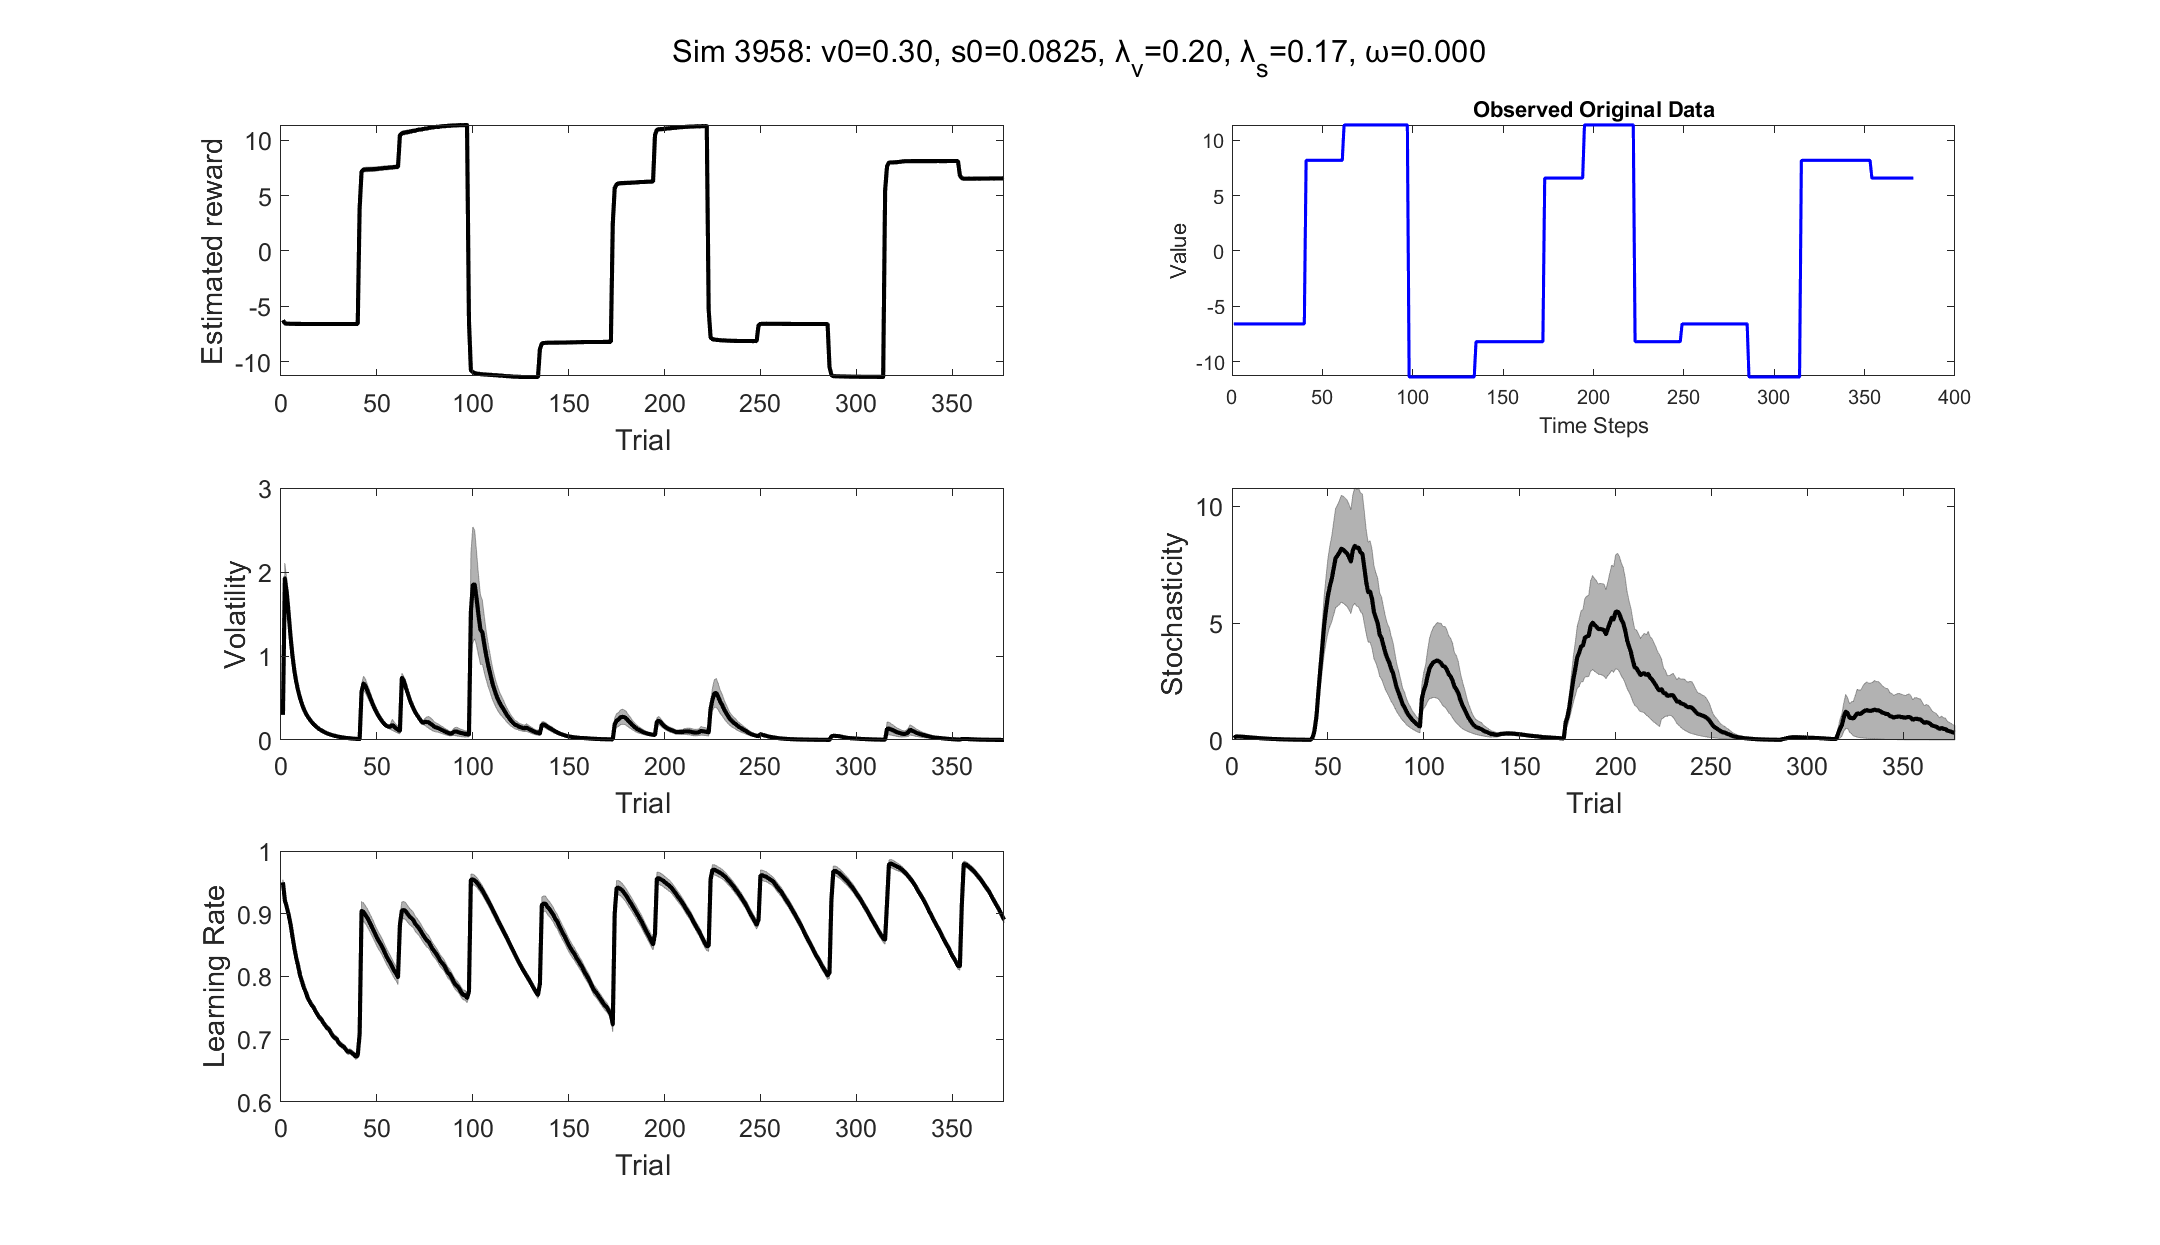 Sim 3958: v0=0.30, s0=0.0825, λv=0.20, λs=0.17, ω=0.000
Estimated reward
10
5
0
-5
-10
0 50 100 150 200 250 300 350
Trial
Observed Original Data
Value
10
5
0
-5
-10
0 50 100 150 200 250 300 350 400
Time Steps
Volatility
3
2
1
0
0 50 100 150 200 250 300 350
Trial
Stochasticity
10
5
0
0 50 100 150 200 250 300 350
Trial
Learning Rate
1
0.9
0.8
0.7
0.6
0 50 100 150 200 250 300 350
Trial